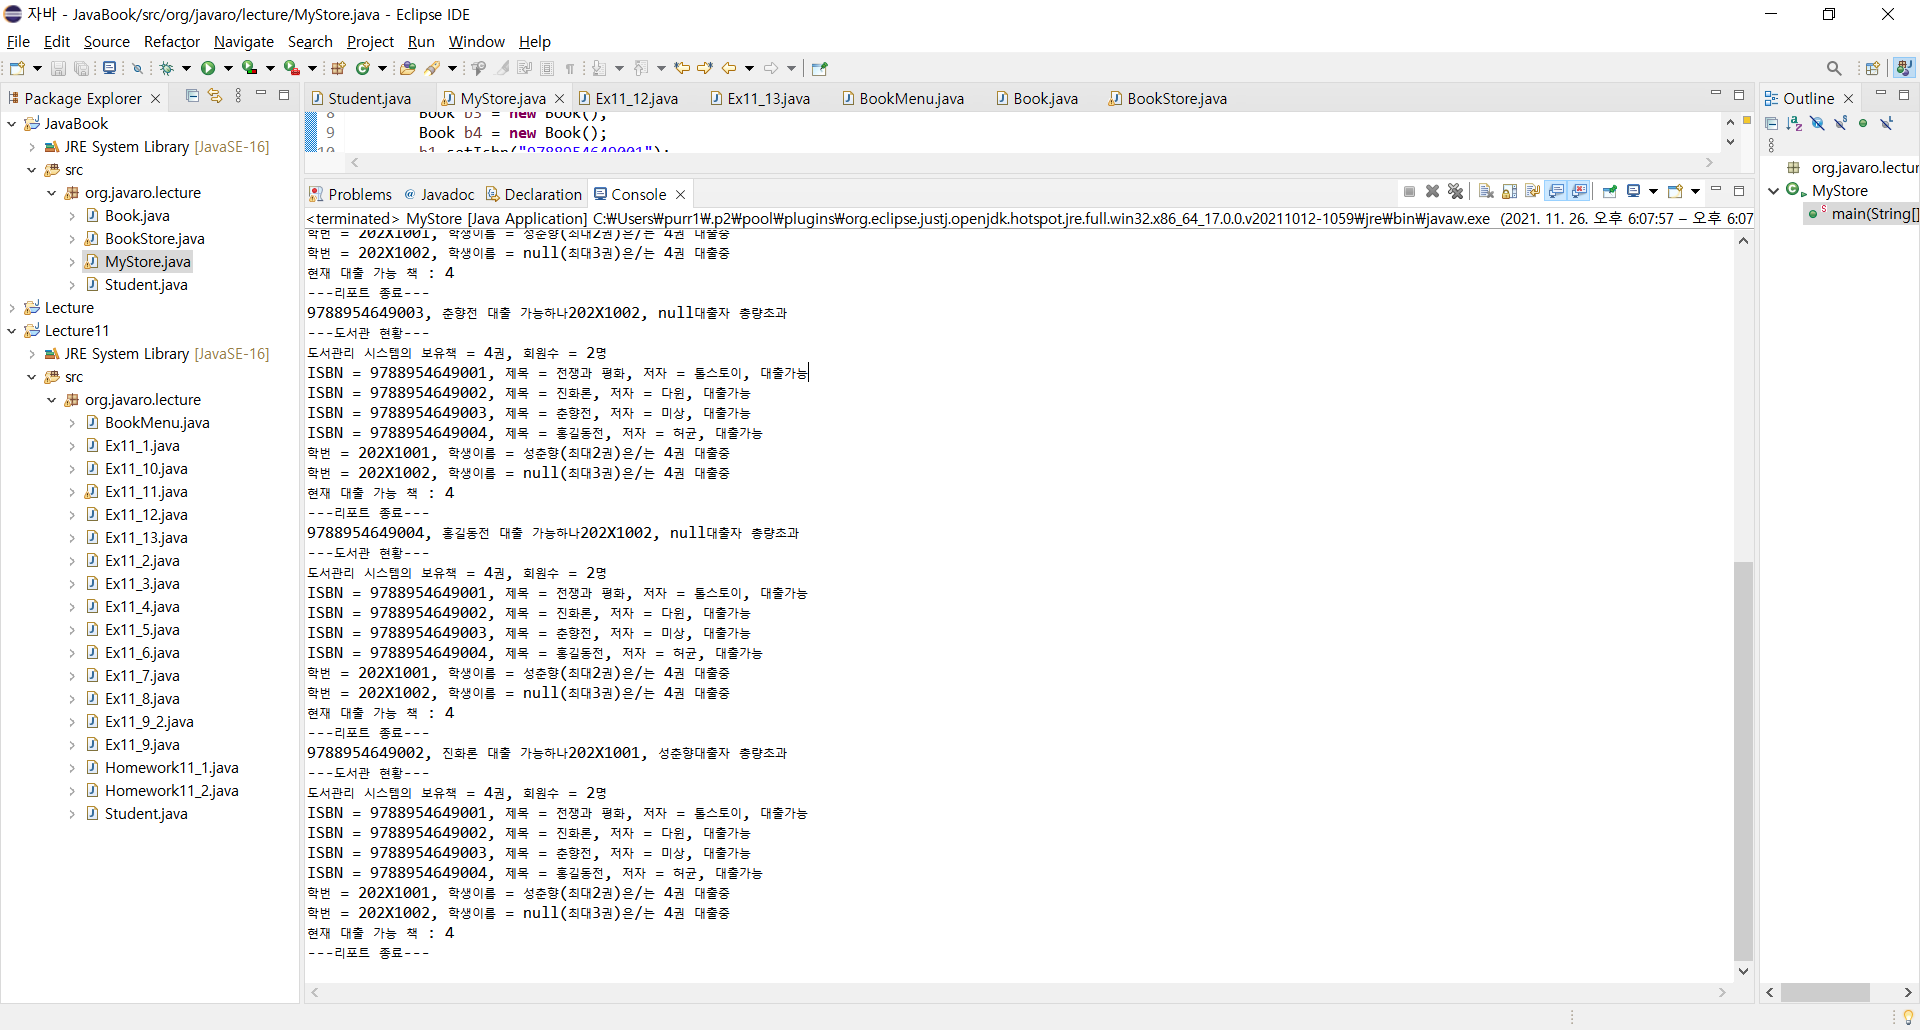 자바 - JavaBook/src/org/javaro/lecture/MyStore.java - Eclipse IDE
File Edit Source Refactor Navigate Search Project Run Window Help
Package Explorer
JavaBook
JRE System Library [JavaSE-16]
src
org.javaro.lecture
Book.java
BookStore.java
MyStore.java
Student.java
Lecture
Lecture11
JRE System Library [JavaSE-16]
src
org.javaro.lecture
BookMenu.java
Ex11_1.java
Ex11_10.java
Ex11_11.java
Ex11_12.java
Ex11_13.java
Ex11_2.java
Ex11_3.java
Ex11_4.java
Ex11_5.java
Ex11_6.java
Ex11_7.java
Ex11_8.java
Ex11_9_2.java
Ex11_9.java
Homework11_1.java
Homework11_2.java
Student.java
Student.java MyStore.java Ex11_12.java Ex11_13.java BookMenu.java Book.java BookStore.java
8 Book b3 = new Book();
9 Book b4 = new Book();
10 b1.setIsbn("9788954649001");
Problems @ Javadoc Declaration Console
<terminated> MyStore [Java Application] C:₩Users₩purr1₩.p2₩pool₩plugins₩org.eclipse.justj.openjdk.hotspot.jre.full.win32.x86_64_17.0.0.v20211012-1059₩jre₩bin₩javaw.exe (2021. 11. 26. 오후 6:07:57 – 오후 6:07
학번 = 202X1001, 학생이름 = 성춘향(최대2권)은/는 4권 대출중
학번 = 202X1002, 학생이름 = null(최대3권)은/는 4권 대출중
현재 대출 가능 책 : 4
---리포트 종료---
9788954649003, 춘향전 대출 가능하나202X1002, null대출자 총량초과
---도서관 현황---
도서관리 시스템의 보유책 = 4권, 회원수 = 2명
ISBN = 9788954649001, 제목 = 전쟁과 평화, 저자 = 톨스토이, 대출가능
ISBN = 9788954649002, 제목 = 진화론, 저자 = 다윈, 대출가능
ISBN = 9788954649003, 제목 = 춘향전, 저자 = 미상, 대출가능
ISBN = 9788954649004, 제목 = 홍길동전, 저자 = 허균, 대출가능
학번 = 202X1001, 학생이름 = 성춘향(최대2권)은/는 4권 대출중
학번 = 202X1002, 학생이름 = null(최대3권)은/는 4권 대출중
현재 대출 가능 책 : 4
---리포트 종료---
9788954649004, 홍길동전 대출 가능하나202X1002, null대출자 총량초과
---도서관 현황---
도서관리 시스템의 보유책 = 4권, 회원수 = 2명
ISBN = 9788954649001, 제목 = 전쟁과 평화, 저자 = 톨스토이, 대출가능
ISBN = 9788954649002, 제목 = 진화론, 저자 = 다윈, 대출가능
ISBN = 9788954649003, 제목 = 춘향전, 저자 = 미상, 대출가능
ISBN = 9788954649004, 제목 = 홍길동전, 저자 = 허균, 대출가능
학번 = 202X1001, 학생이름 = 성춘향(최대2권)은/는 4권 대출중
학번 = 202X1002, 학생이름 = null(최대3권)은/는 4권 대출중
현재 대출 가능 책 : 4
---리포트 종료---
9788954649002, 진화론 대출 가능하나202X1001, 성춘향대출자 총량초과
---도서관 현황---
도서관리 시스템의 보유책 = 4권, 회원수 = 2명
ISBN = 9788954649001, 제목 = 전쟁과 평화, 저자 = 톨스토이, 대출가능
ISBN = 9788954649002, 제목 = 진화론, 저자 = 다윈, 대출가능
ISBN = 9788954649003, 제목 = 춘향전, 저자 = 미상, 대출가능
ISBN = 9788954649004, 제목 = 홍길동전, 저자 = 허균, 대출가능
학번 = 202X1001, 학생이름 = 성춘향(최대2권)은/는 4권 대출중
학번 = 202X1002, 학생이름 = null(최대3권)은/는 4권 대출중
현재 대출 가능 책 : 4
---리포트 종료---
Outline
org.javaro.lectur
MyStore
main(String[]